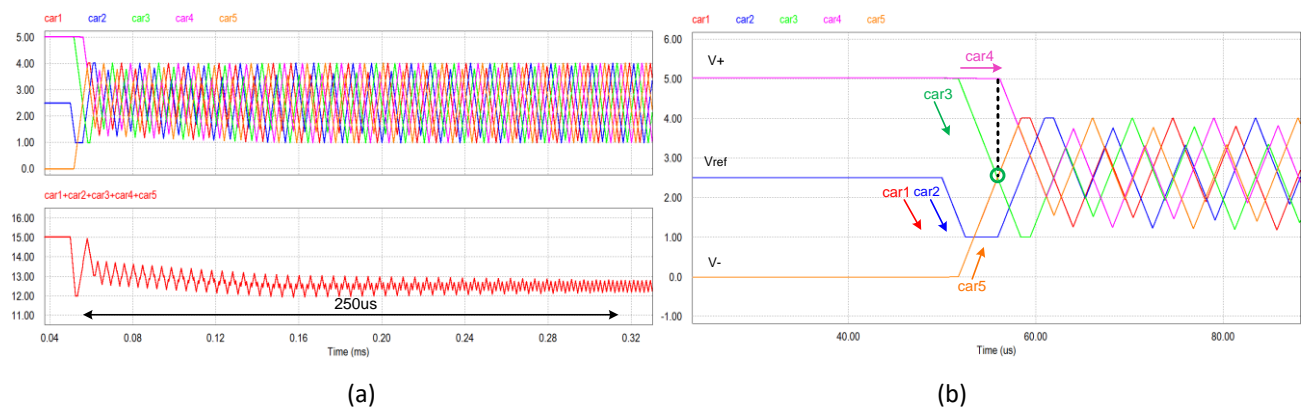 car1 car2 car3 car4 car5
5.00
4.00
3.00
2.00
1.00
0.0
car1+car2+car3+car4+car5
16.00
15.00
14.00
13.00
12.00
11.00
250us
0.04 0.08 0.12 0.16 0.20 0.24 0.28 0.32
Time (ms)
(a)
car1 car2 car3 car4 car5
6.00
V+
car4
5.00
car3
4.00
3.00
Vref
2.00
car1 car2
1.00
V-
0.0
car5
-1.00
40.00 60.00 80.00
Time (us)
(b)